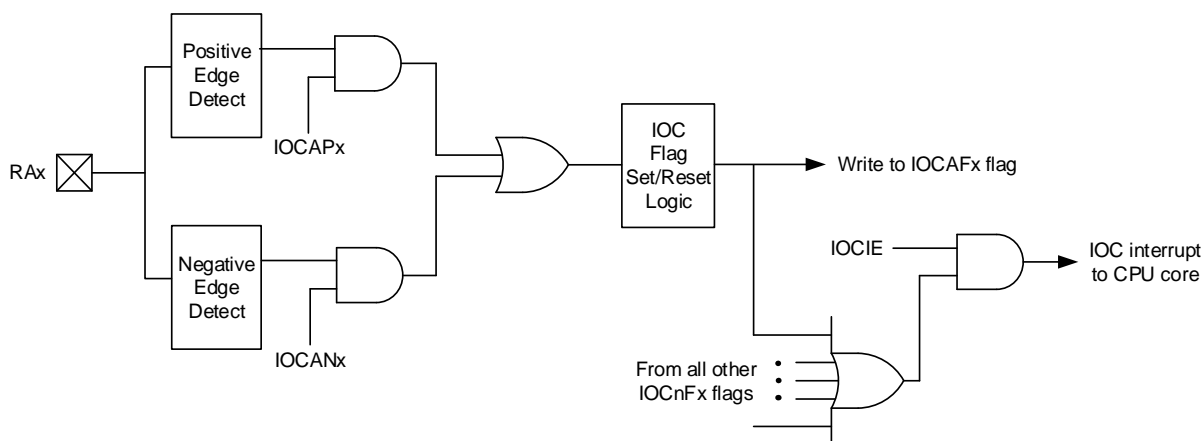 Positive
Edge
Detect
IOCAPx
RAx
Negative
Edge
Detect
IOCANx
IOC
Flag
Set/Reset
Logic
Write to IOCAFx flag
IOCIE
IOC interrupt
to CPU core
From all other
IOCnFx flags